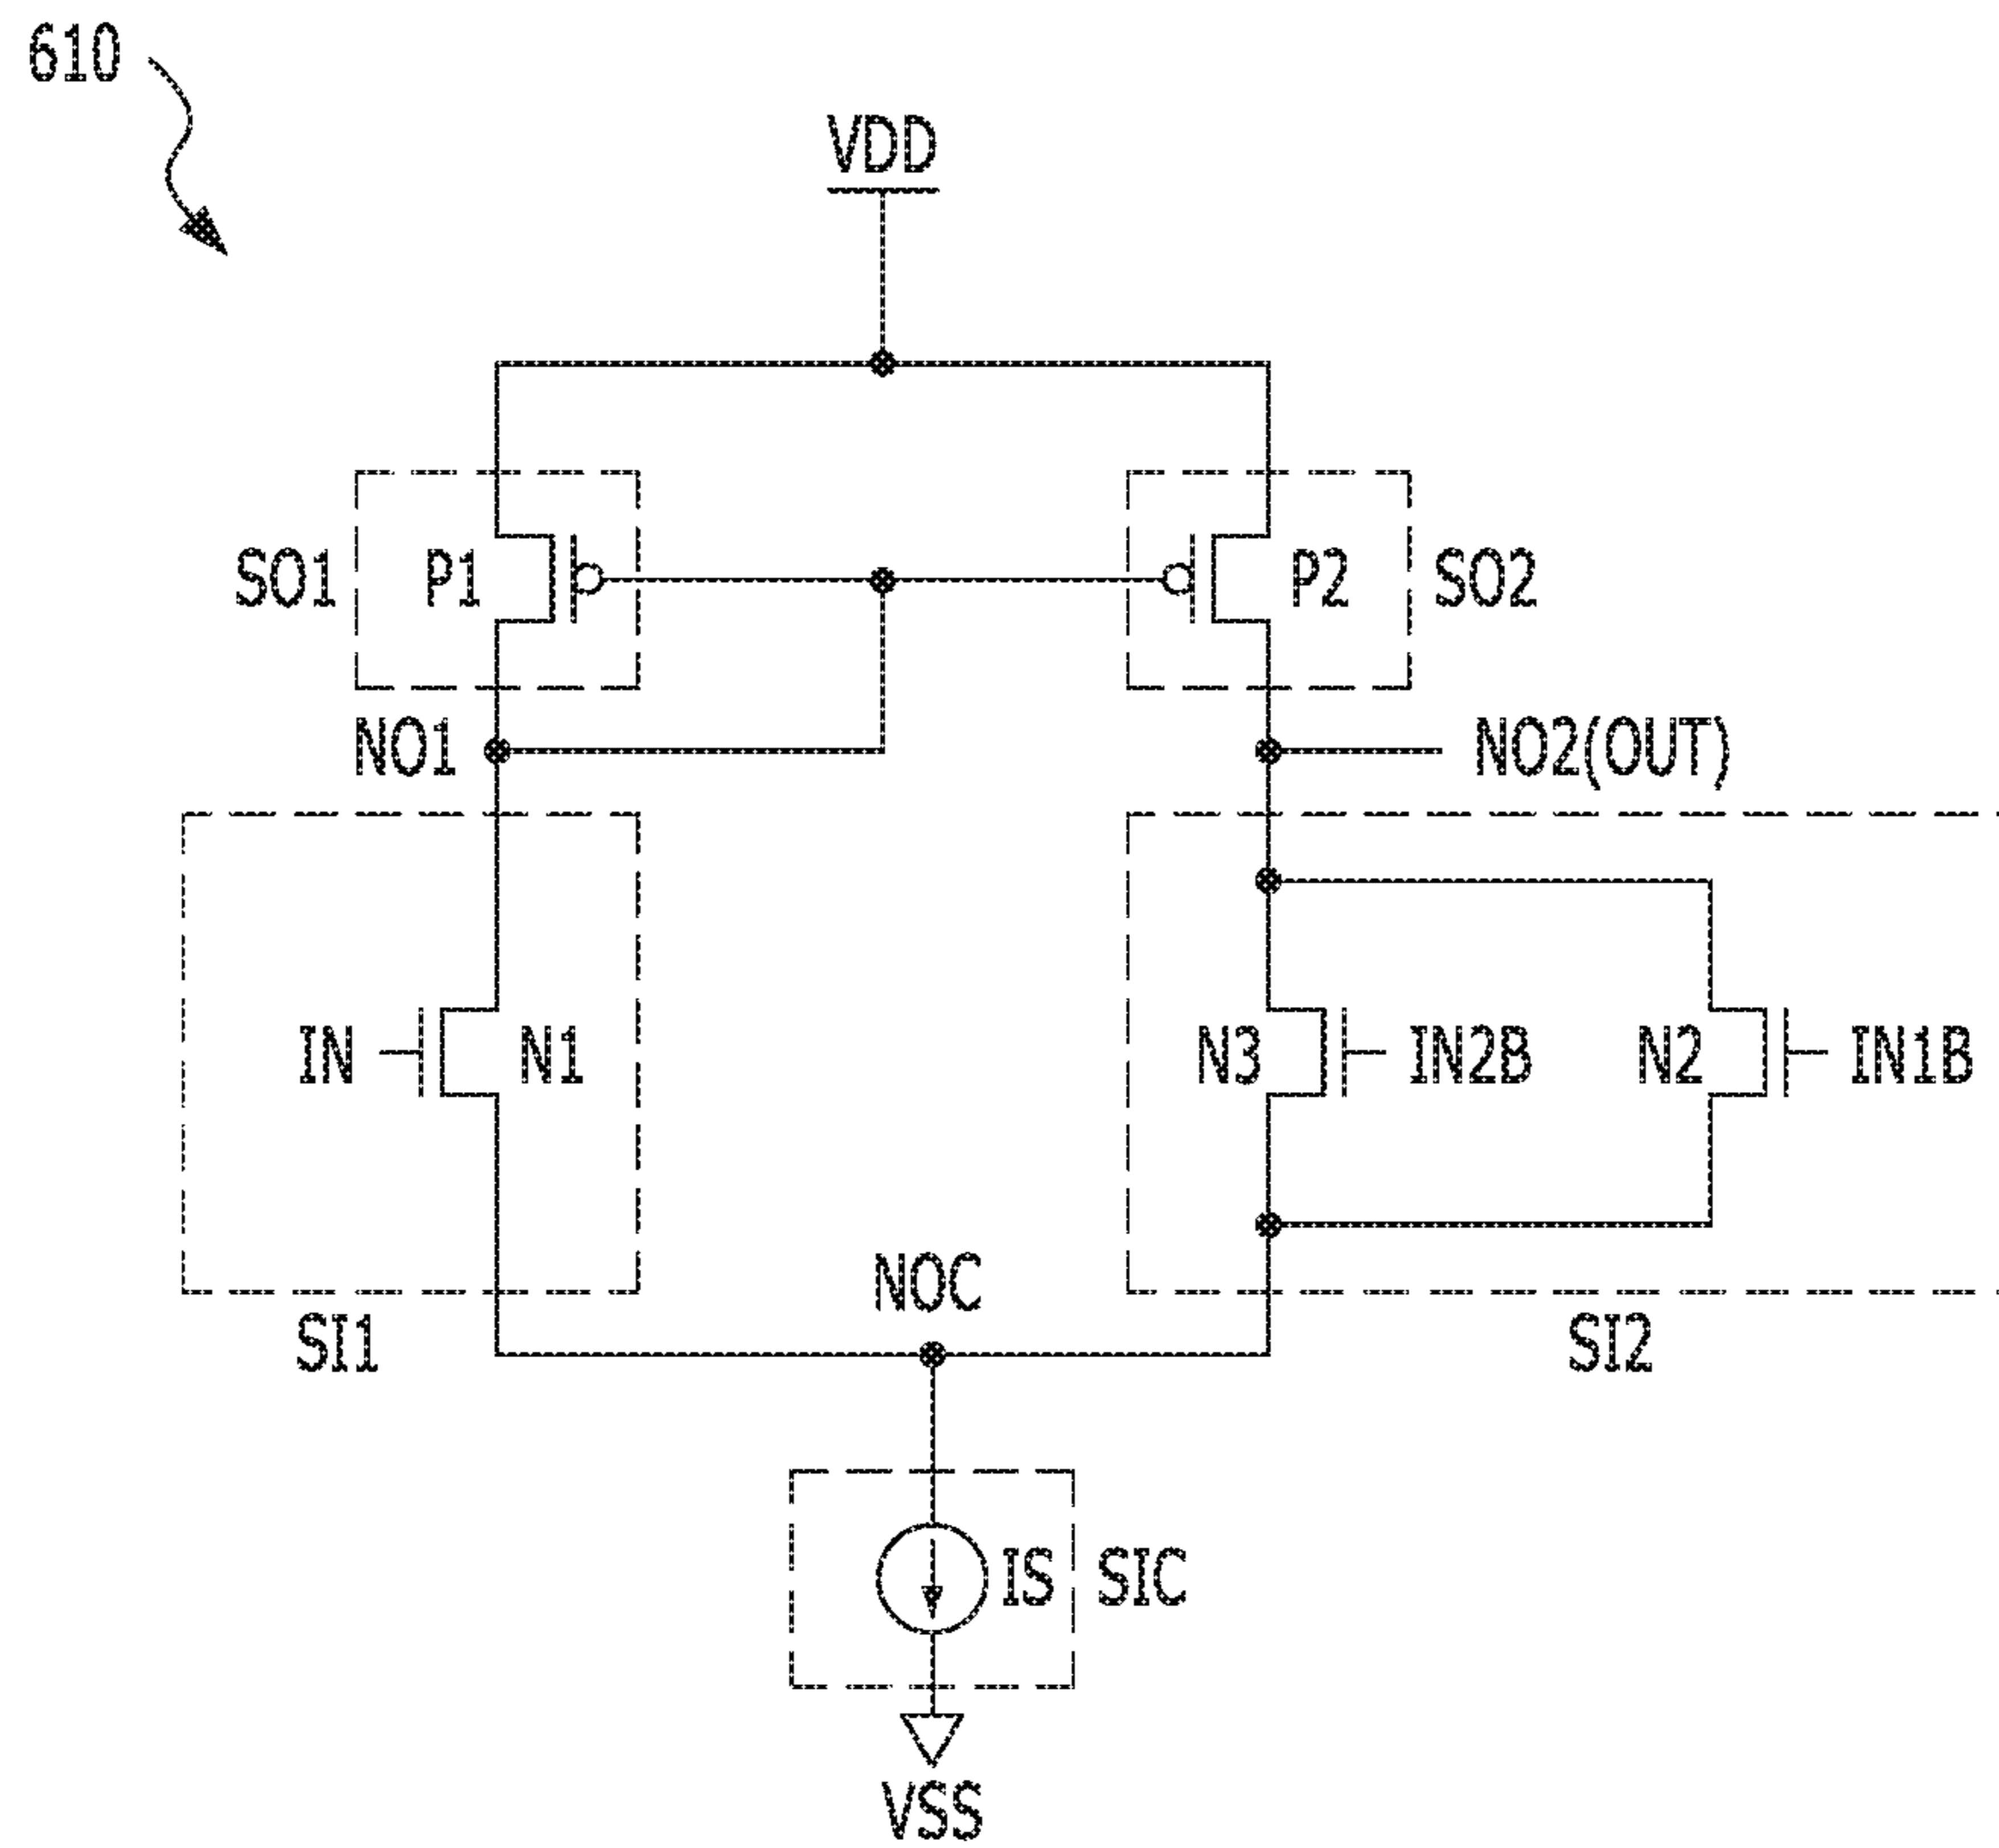 610
VDD
SO1
P1
P2
SO2
NO1
NO2(OUT)
IN
N1
N3
IN2B
N2
IN1B
NOC
SI1
SI2
IS
SIC
VSS